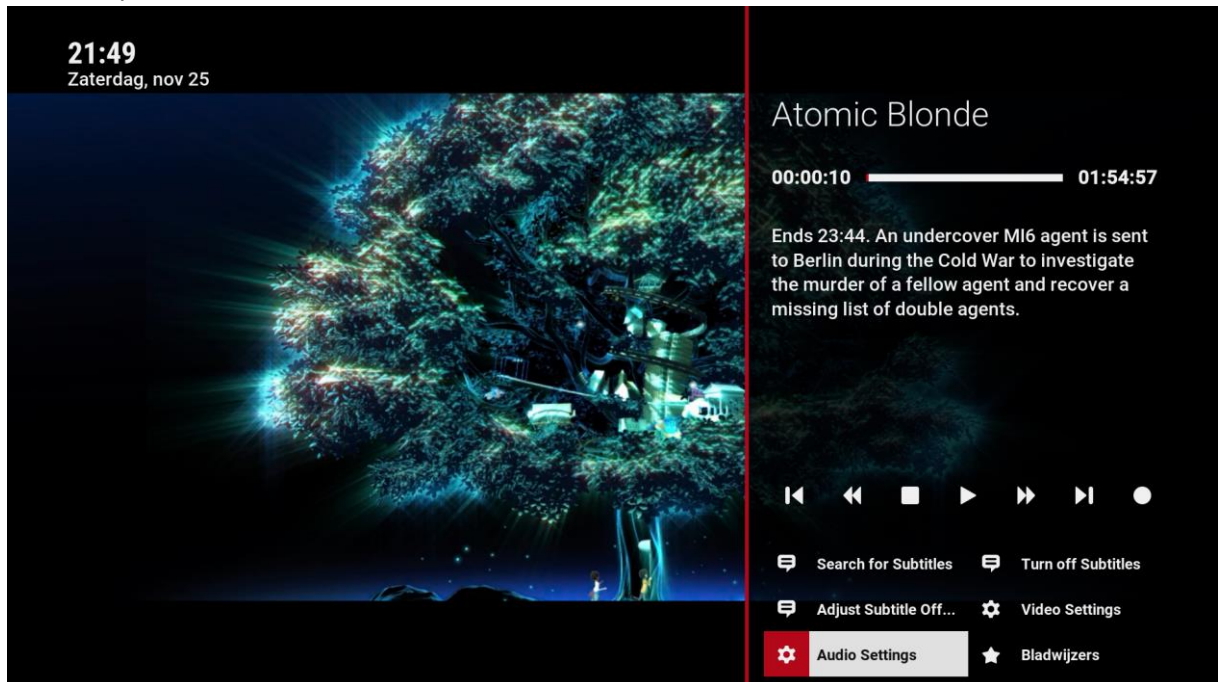 21:49
Zaterdag, nov 25
Atomic Blonde
00:00:10 01:54:57
Ends 23:44. An undercover MI6 agent is sent
to Berlin during the Cold War to investigate
the murder of a fellow agent and recover a
missing list of double agents.
Search for Subtitles Turn off Subtitles
Adjust Subtitle Off... Video Settings
Audio Settings Bladwijzers